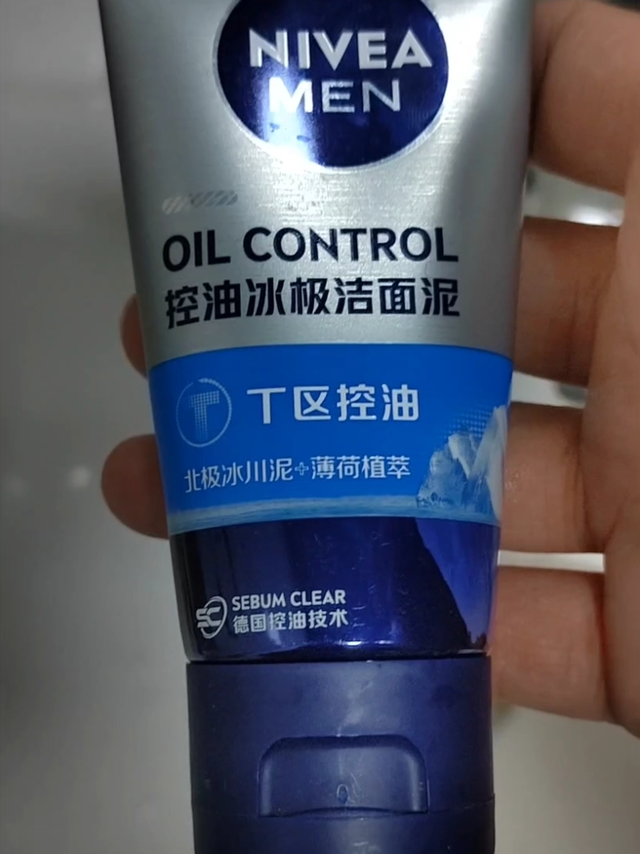 NIVEA
MEN
OIL CONTROL
控油冰极洁面泥
T
T区控油
北极冰川泥+薄荷植萃
SC
SEBUM CLEAR
德国控油技术